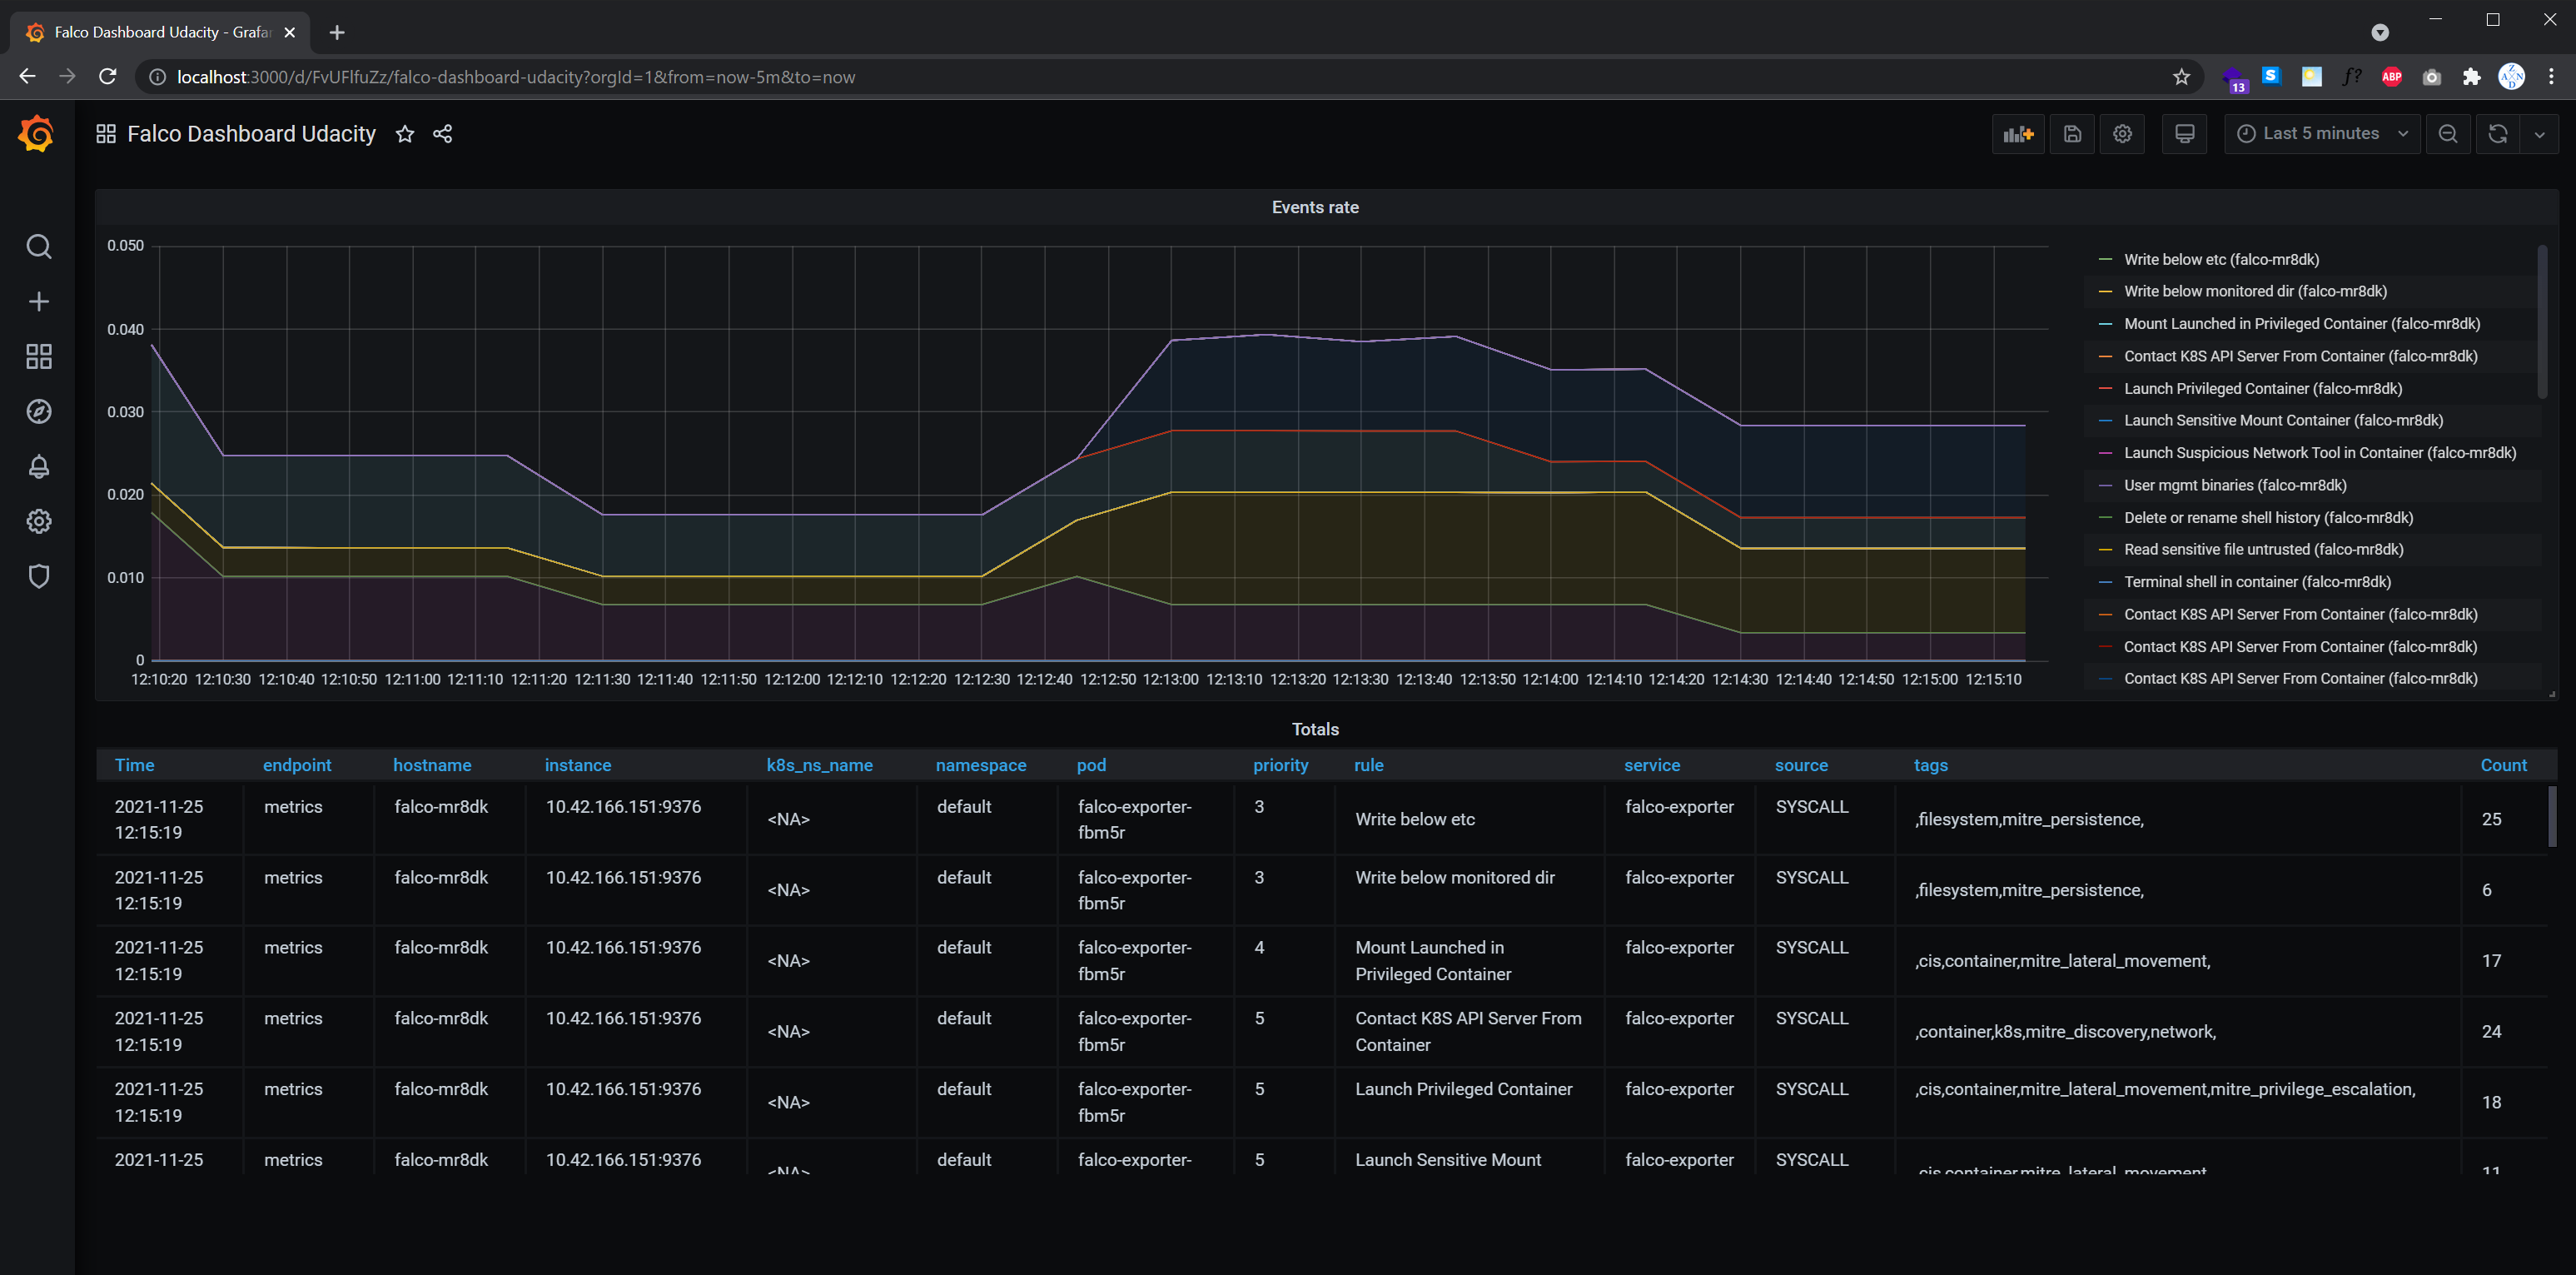 Falco Dashboard Udacity - Grafan
localhost:3000/d/FvUFlfuZz/falco-dashboard-udacity?orgId=1&from=now-5m&to=now
13
S
f?
ABP
Falco Dashboard Udacity
Last 5 minutes
Events rate
0.050
0.040
0.030
0.020
0.010
0
12:10:20 12:10:30 12:10:40 12:10:50 12:11:00 12:11:10 12:11:20 12:11:30 12:11:40 12:11:50 12:12:00 12:12:10 12:12:20 12:12:30 12:12:40 12:12:50 12:13:00 12:13:10 12:13:20 12:13:30 12:13:40 12:13:50 12:14:00 12:14:10 12:14:20 12:14:30 12:14:40 12:14:50 12:15:00 12:15:10
Write below etc (falco-mr8dk)
Write below monitored dir (falco-mr8dk)
Mount Launched in Privileged Container (falco-mr8dk)
Contact K8S API Server From Container (falco-mr8dk)
Launch Privileged Container (falco-mr8dk)
Launch Sensitive Mount Container (falco-mr8dk)
Launch Suspicious Network Tool in Container (falco-mr8dk)
User mgmt binaries (falco-mr8dk)
Delete or rename shell history (falco-mr8dk)
Read sensitive file untrusted (falco-mr8dk)
Terminal shell in container (falco-mr8dk)
Contact K8S API Server From Container (falco-mr8dk)
Contact K8S API Server From Container (falco-mr8dk)
Contact K8S API Server From Container (falco-mr8dk)
Totals
Time endpoint hostname instance k8s_ns_name namespace pod priority rule service source tags Count
2021-11-25 12:15:19 metrics falco-mr8dk 10.42.166.151:9376 <NA> default falco-exporter-fbm5r 3 Write below etc falco-exporter SYSCALL ,filesystem,mitre_persistence, 25
2021-11-25 12:15:19 metrics falco-mr8dk 10.42.166.151:9376 <NA> default falco-exporter-fbm5r 3 Write below monitored dir falco-exporter SYSCALL ,filesystem,mitre_persistence, 6
2021-11-25 12:15:19 metrics falco-mr8dk 10.42.166.151:9376 <NA> default falco-exporter-fbm5r 4 Mount Launched in Privileged Container falco-exporter SYSCALL ,cis,container,mitre_lateral_movement, 17
2021-11-25 12:15:19 metrics falco-mr8dk 10.42.166.151:9376 <NA> default falco-exporter-fbm5r 5 Contact K8S API Server From Container falco-exporter SYSCALL ,container,k8s,mitre_discovery,network, 24
2021-11-25 12:15:19 metrics falco-mr8dk 10.42.166.151:9376 <NA> default falco-exporter-fbm5r 5 Launch Privileged Container falco-exporter SYSCALL ,cis,container,mitre_lateral_movement,mitre_privilege_escalation, 18
2021-11-25 metrics falco-mr8dk 10.42.166.151:9376 <NA> default falco-exporter- 5 Launch Sensitive Mount falco-exporter SYSCALL ,cis,container,mitre_lateral_movement, 11